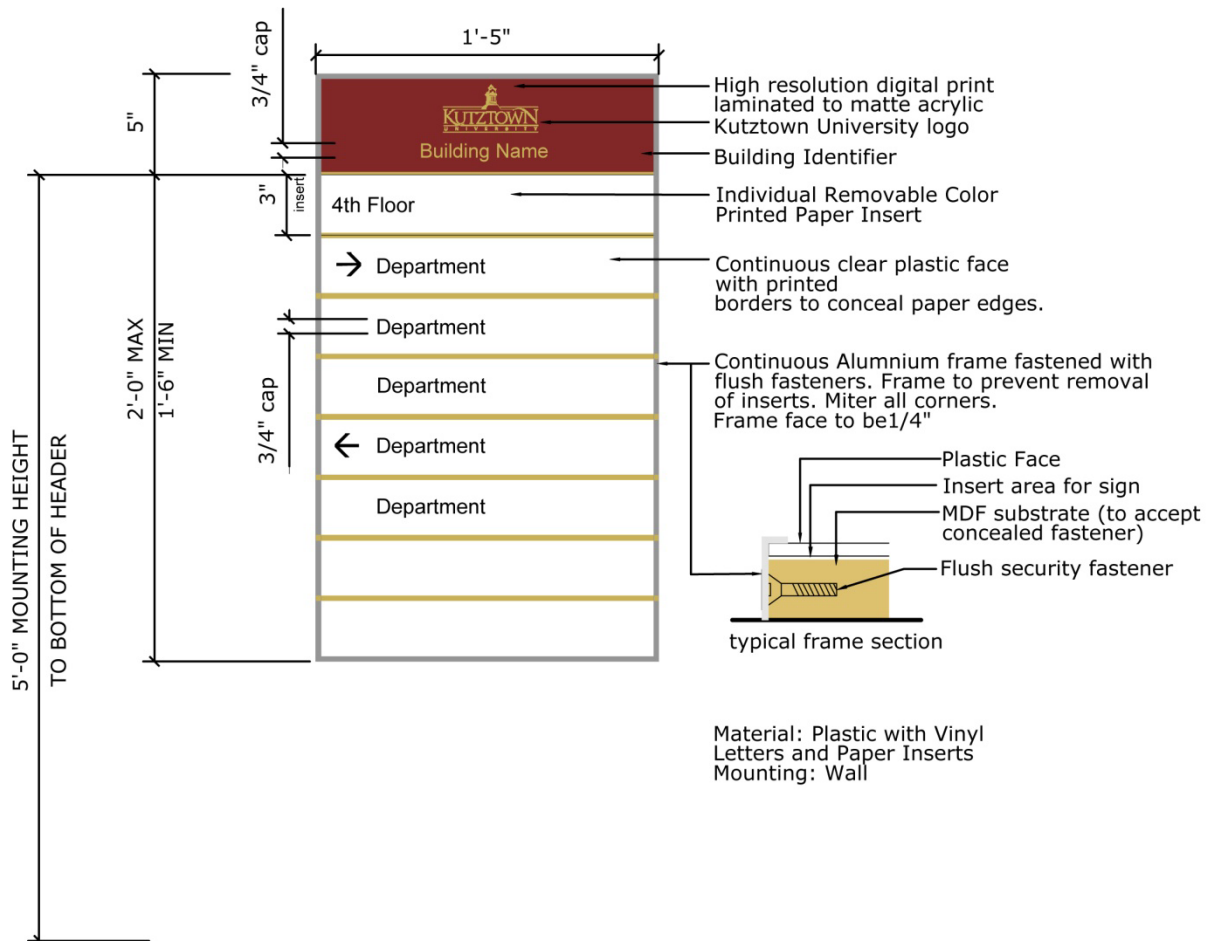 1'-5"
3/4" cap
5"
High resolution digital print
laminated to matte acrylic
KUTZTOWN
UNIVERSITY
Kutztown University logo
Building Name
Building Identifier
3"
insert
4th Floor
Individual Removable Color
Printed Paper Insert
→ Department
Continuous clear plastic face
with printed
borders to conceal paper edges.
Department
2'-0" MAX
1'-6" MIN
3/4" cap
Department
Continuous Alumnium frame fastened with
flush fasteners. Frame to prevent removal
of inserts. Miter all corners.
Frame face to be1/4"
← Department
Department
5'-0" MOUNTING HEIGHT
TO BOTTOM OF HEADER
Plastic Face
Insert area for sign
MDF substrate (to accept
concealed fastener)
Flush security fastener
typical frame section
Material: Plastic with Vinyl
Letters and Paper Inserts
Mounting: Wall